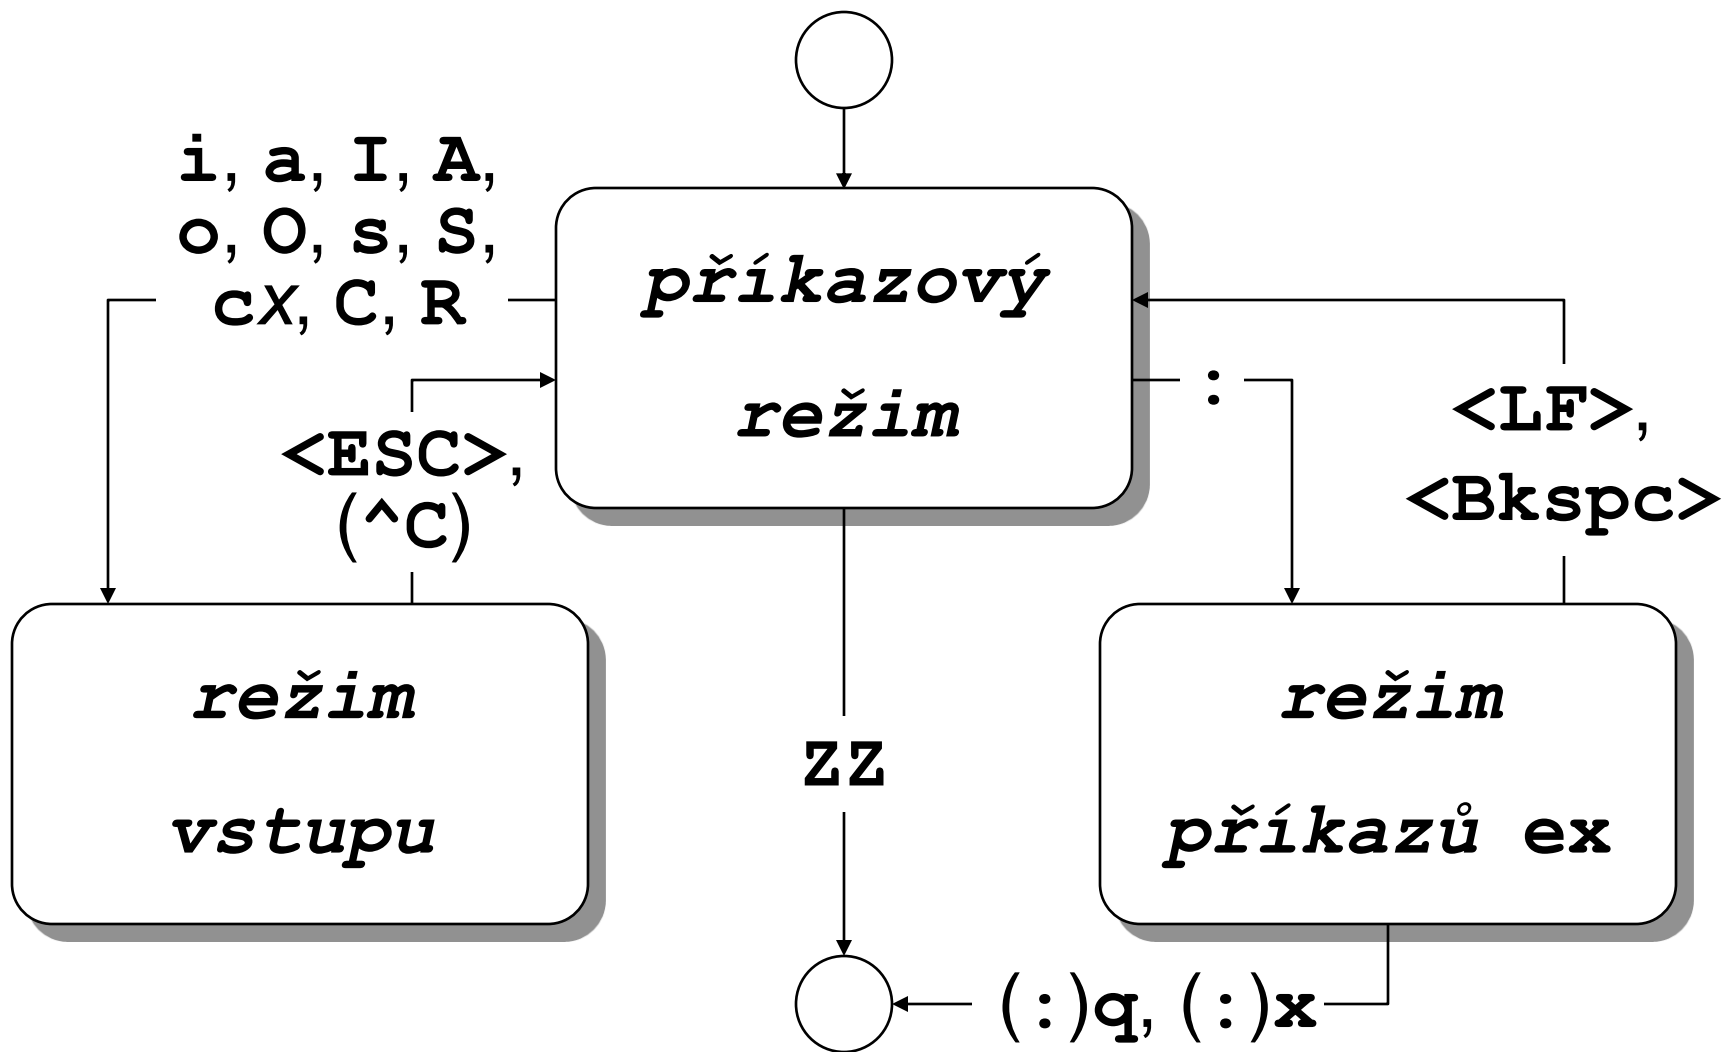 i, a, I, A,
o, O, s, S,
cX, C, R
příkazový
režim
:
<LF>,
<Bkspc>
<ESC>,
(^C)
režim
vstupu
ZZ
režim
příkazů ex
(:)q, (:)x